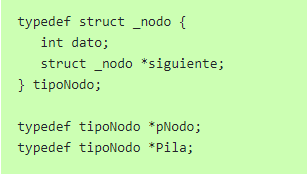 typedef struct _nodo {
   int dato;
   struct _nodo *siguiente;
} tipoNodo;

typedef tipoNodo *pNodo;
typedef tipoNodo *Pila;